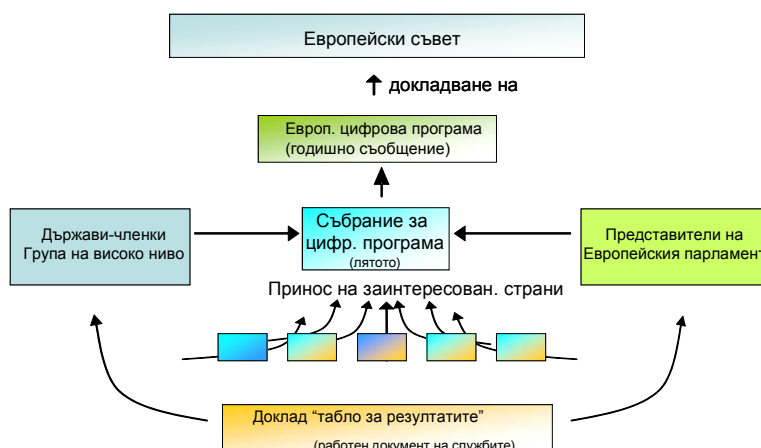 Европейски съвет
докладване на
Европ. цифрова програма
(годишно съобщение)
Държави-членки
Група на високо ниво
Събрание за
цифр. програма
(лятото)
Представители на
Европейския парламент
Принос на заинтересован. страни
Доклад “табло за резултатите”
(работен документ на службите)